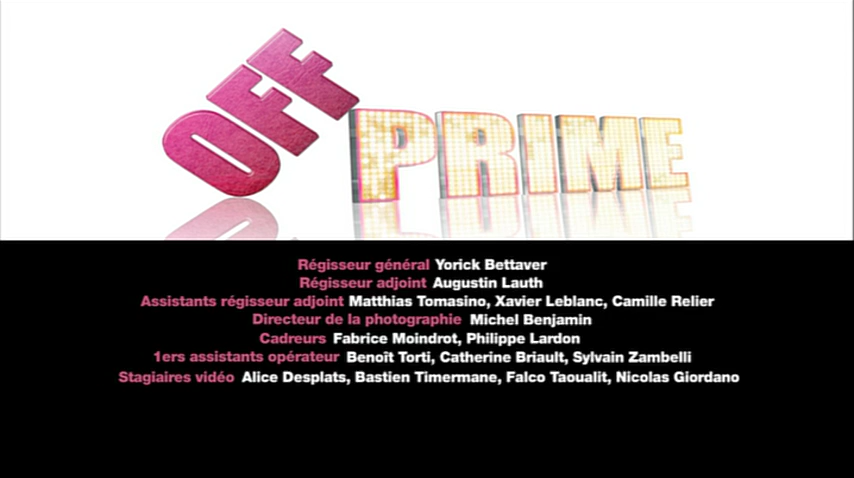 OFF
PRIME
Régisseur général Yorick Bettaver
Régisseur adjoint Augustin Lauth
Assistants régisseur adjoint Matthias Tomasino, Xavier Leblanc, Camille Relier
Directeur de la photographie Michel Benjamin
Cadreurs Fabrice Moindrot, Philippe Lardon
1ers assistants opérateur Benoît Torti, Catherine Briault, Sylvain Zambelli
Stagiaires vidéo Alice Desplats, Bastien Timermane, Falco Taoualit, Nicolas Giordano